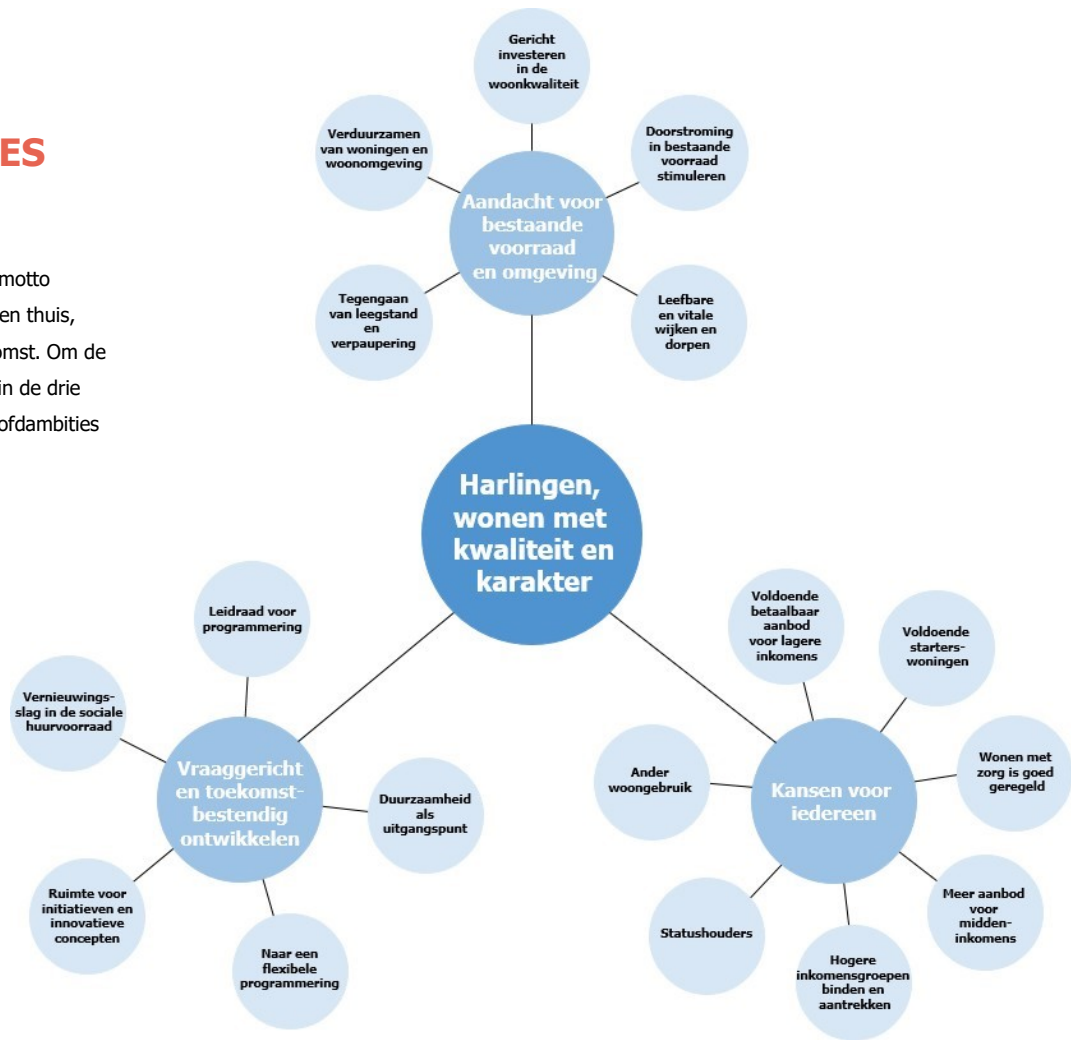 ES
motto
en thuis,
omst. Om de
in de drie
ofdambities
Gericht
investeren
in de
woonkwaliteit
Verduurzamen
van woningen en
woonomgeving
Doorstroming
in bestaande
voorraad
stimuleren
Aandacht voor
bestaande
voorraad
en omgeving
Tegengaan
van leegstand
en
verpaupering
Leefbare
en vitale
wijken en
dorpen
Harlingen,
wonen met
kwaliteit en
karakter
Leidraad voor
programmering
Vernieuwings-
slag in de sociale
huurvoorraad
Vraaggericht
en toekomst-
bestendig
ontwikkelen
Duurzaamheid
als
uitgangspunt
Ruimte voor
initiatieven en
innovatieve
concepten
Naar een
flexibele
programmering
Voldoende
betaalbaar
aanbod
voor lagere
inkomens
Voldoende
starters-
woningen
Ander
woongebruik
Kansen voor
iedereen
Wonen met
zorg is goed
geregeld
Statushouders
Hogere
inkomensgroepen
binden en
aantrekken
Meer aanbod
voor
midden-
inkomens